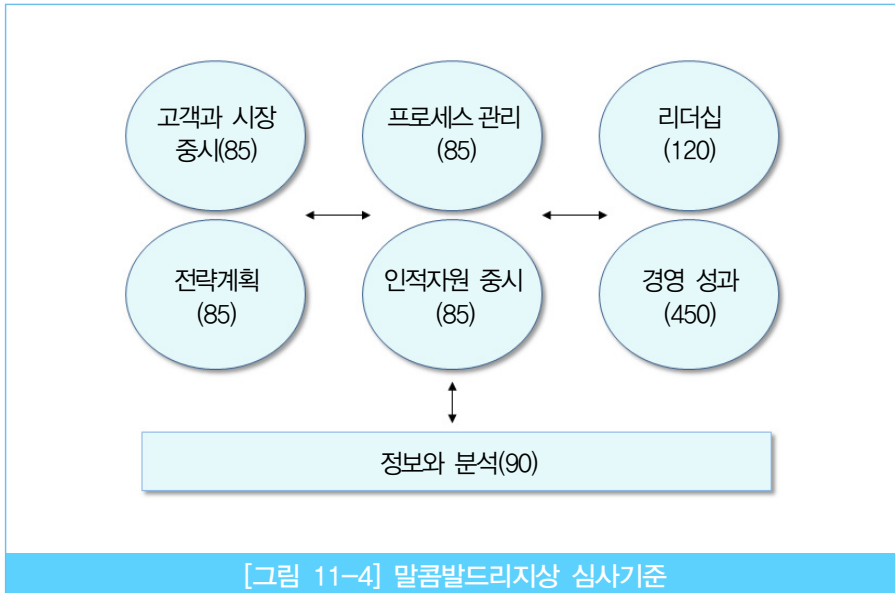 고객과 시장
중시(85)
프로세스 관리
(85)
리더십
(120)
전략계획
(85)
인적자원 중시
(85)
경영 성과
(450)
정보와 분석(90)
[그림 11-4] 말콤발드리지상 심사기준